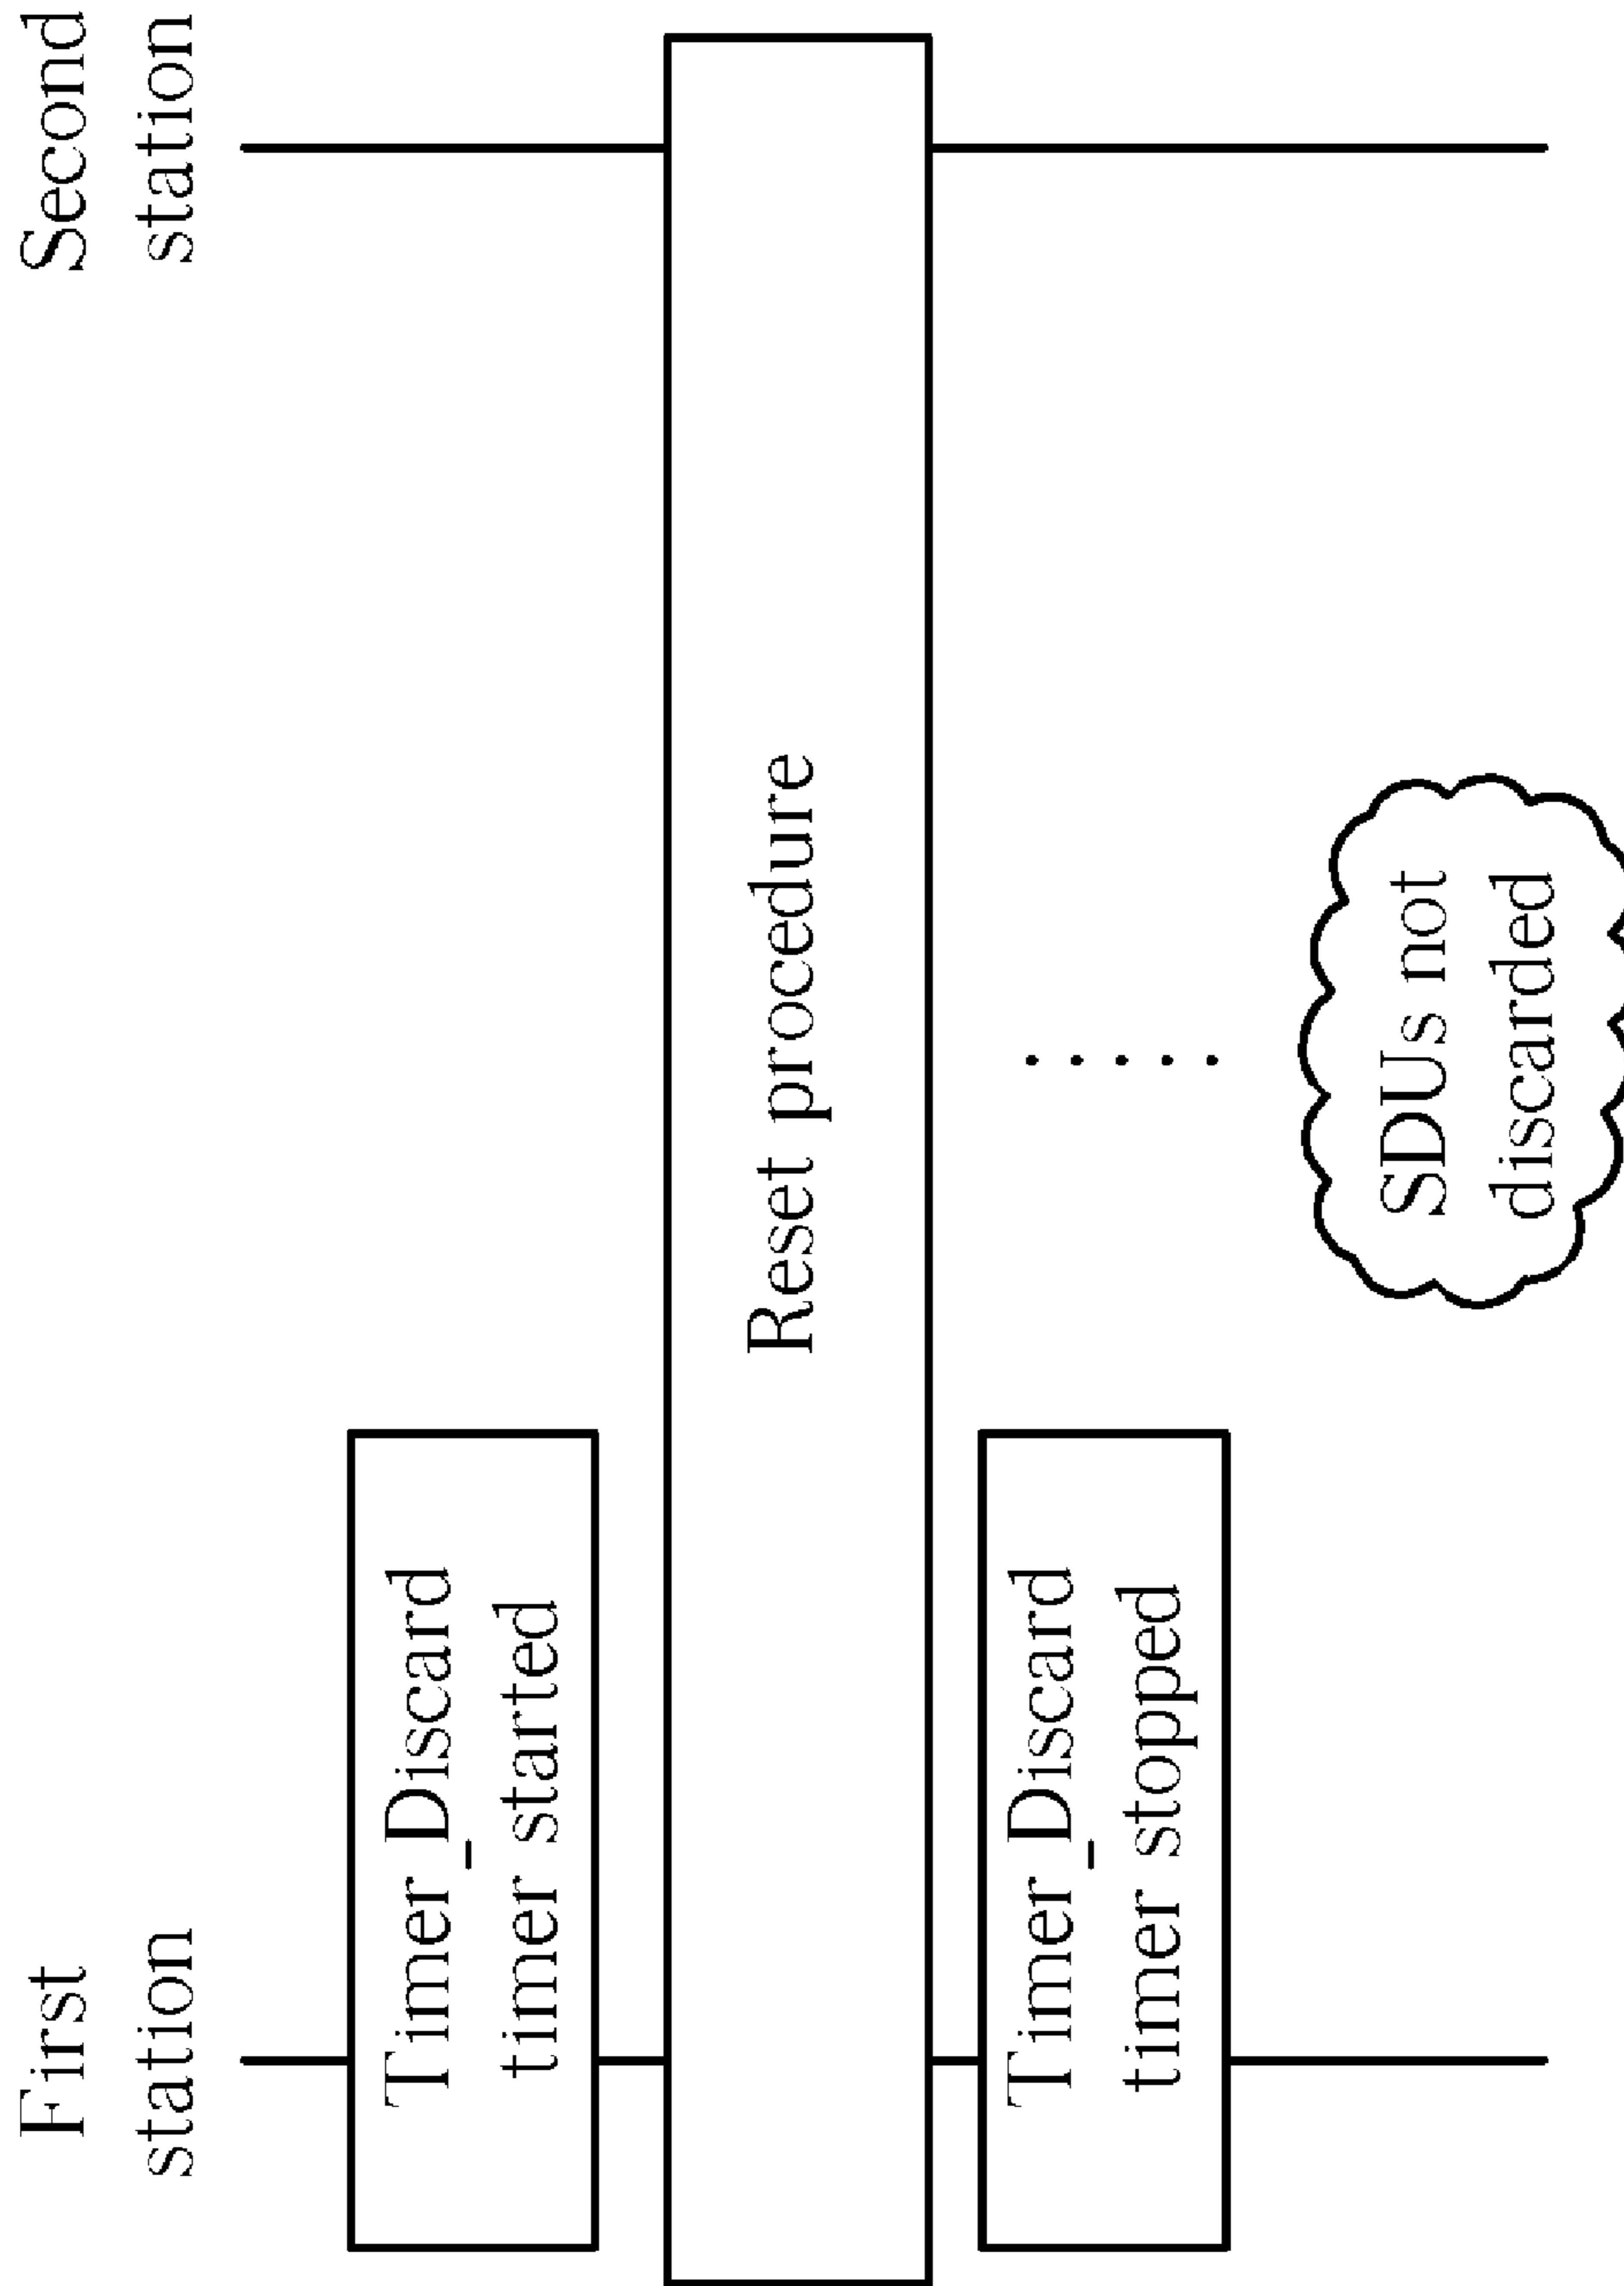 First
station
Second
station
Timer_Discard
timer started
Reset procedure
Timer_Discard
timer stopped
SDUs not
discarded